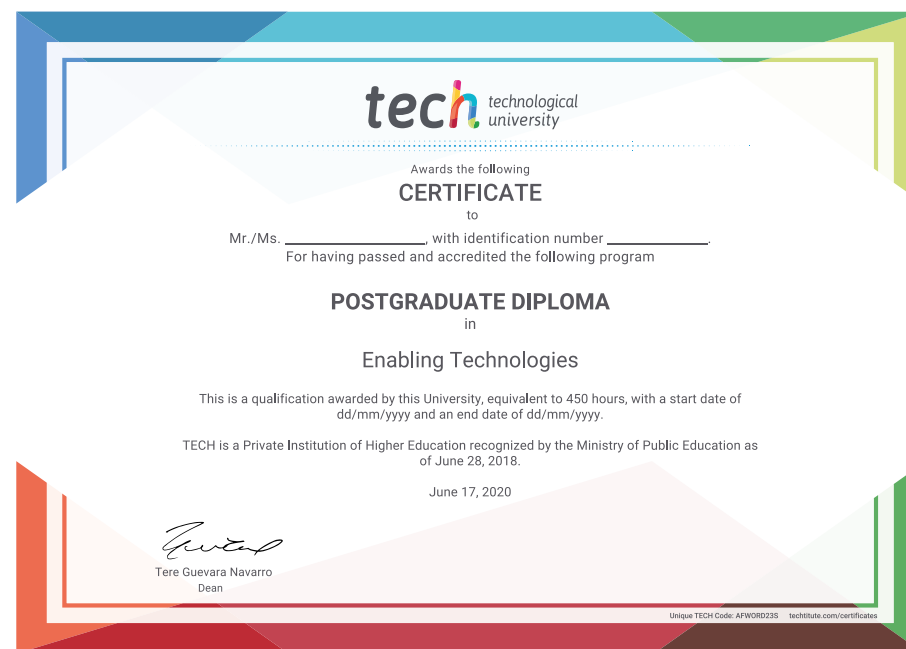 tech technological
university
Awards the following
CERTIFICATE
to
Mr./Ms. ____________________, with identification number ______________.
For having passed and accredited the following program
POSTGRADUATE DIPLOMA
in
Enabling Technologies
This is a qualification awarded by this University, equivalent to 450 hours, with a start date of
dd/mm/yyyy and an end date of dd/mm/yyyy.
TECH is a Private Institution of Higher Education recognized by the Ministry of Public Education as
of June 28, 2018.
June 17, 2020
Tere Guevara Navarro
Dean
Unique TECH Code: AFWORD23S techtitute.com/certificates